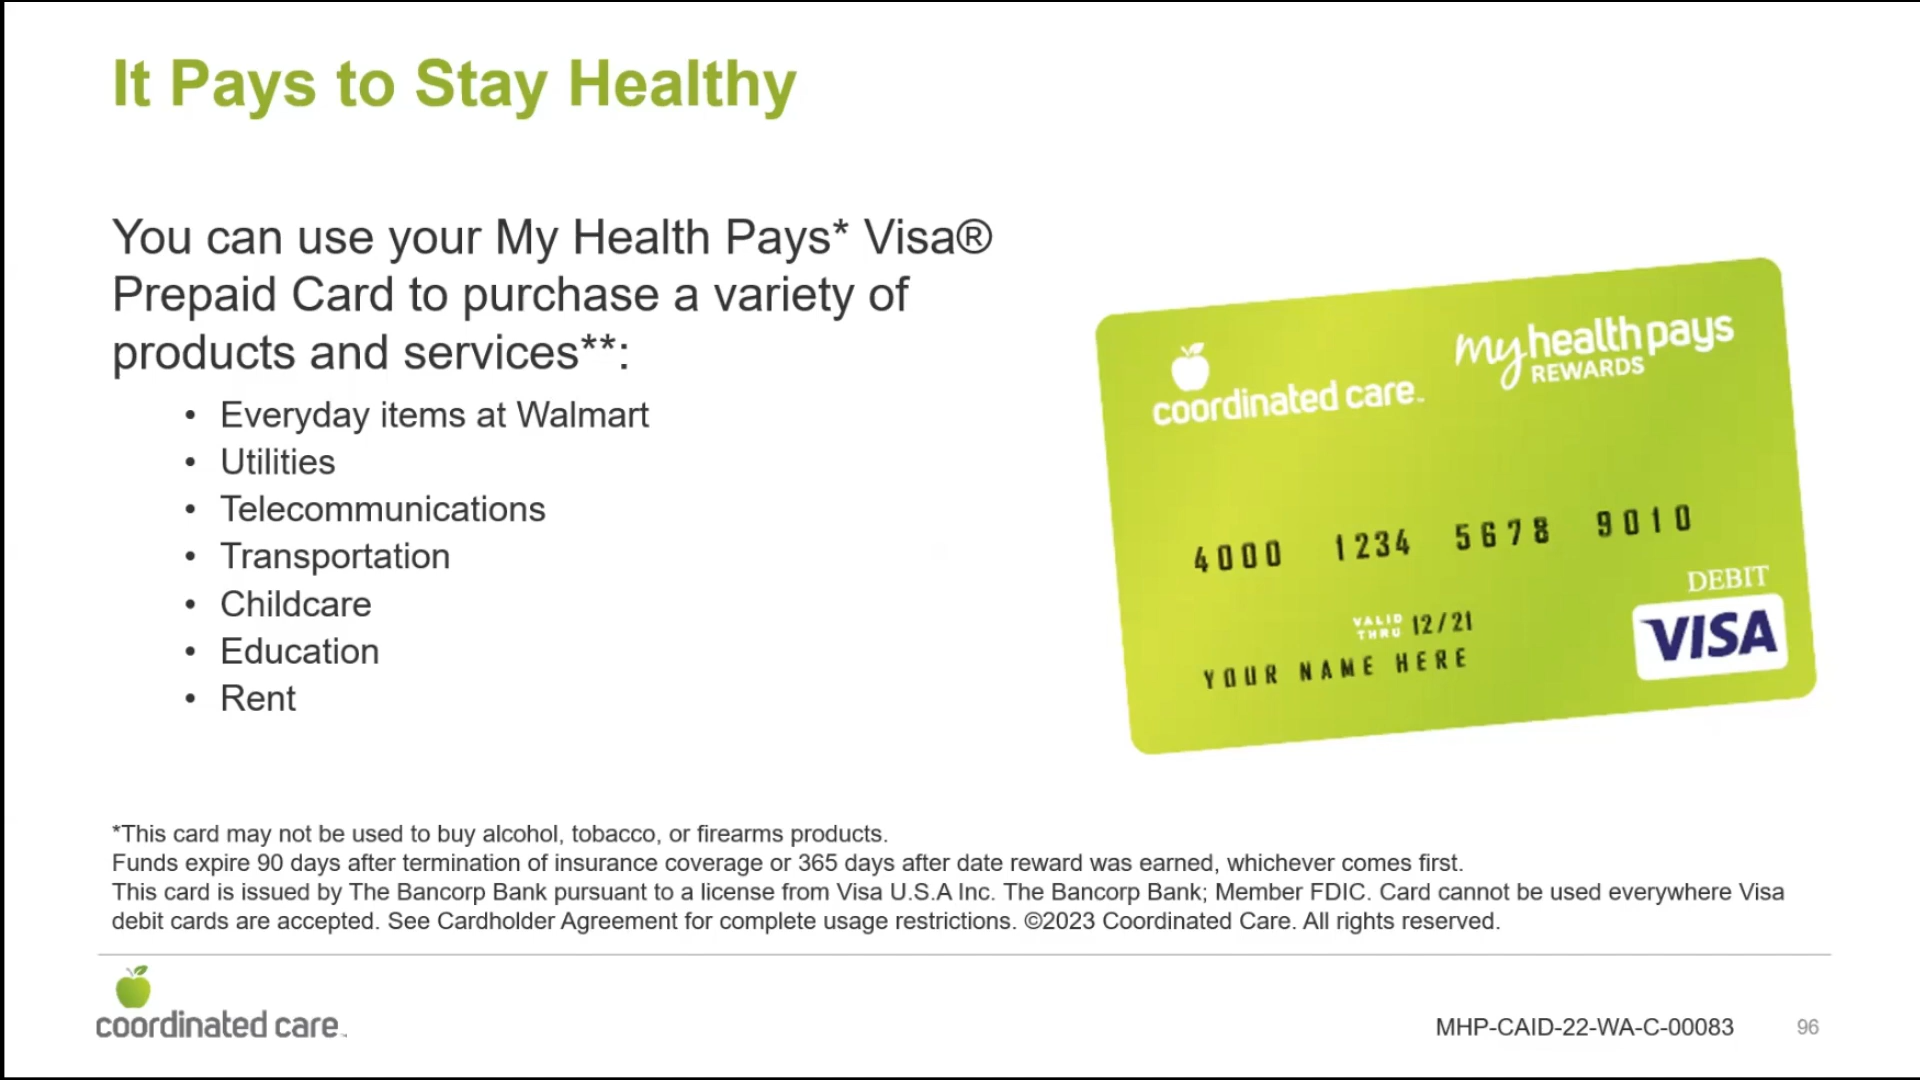 It Pays to Stay Healthy
You can use your My Health Pays* Visa®
Prepaid Card to purchase a variety of
products and services**:
• Everyday items at Walmart
• Utilities
• Telecommunications
• Transportation
• Childcare
• Education
• Rent
coordinated care™
my health pays
REWARDS
4000 1234 5678 9010
DEBIT
VISA
VALID
THRU 12/21
YOUR NAME HERE
*This card may not be used to buy alcohol, tobacco, or firearms products.
Funds expire 90 days after termination of insurance coverage or 365 days after date reward was earned, whichever comes first.
This card is issued by The Bancorp Bank pursuant to a license from Visa U.S.A Inc. The Bancorp Bank; Member FDIC. Card cannot be used everywhere Visa
debit cards are accepted. See Cardholder Agreement for complete usage restrictions. ©2023 Coordinated Care. All rights reserved.
coordinated care™
MHP-CAID-22-WA-C-00083
96